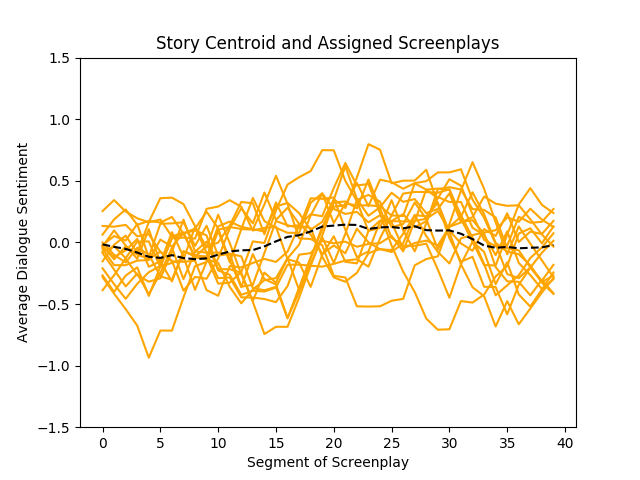 Story Centroid and Assigned Screenplays
1.5
1.0
0.5
0.0
−0.5
−1.0
−1.5
Average Dialogue Sentiment
0 5 10 15 20 25 30 35 40
Segment of Screenplay